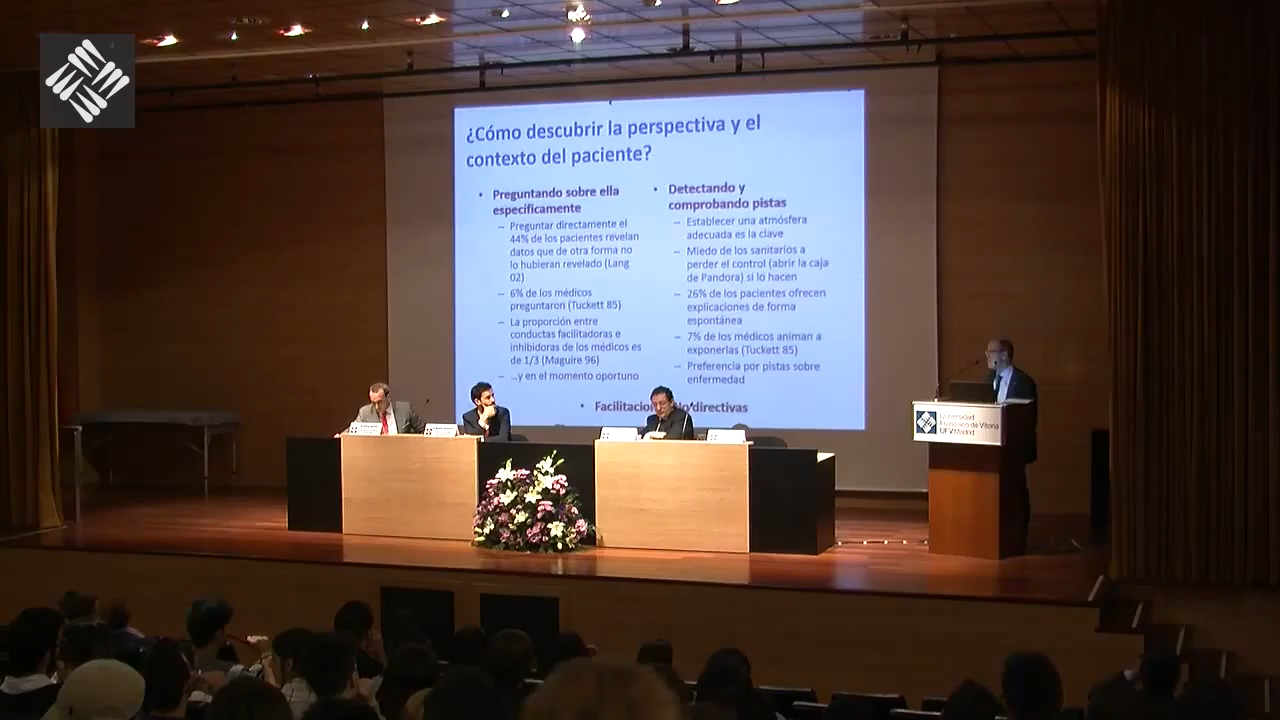 ¿Cómo descubrir la perspectiva y el
contexto del paciente?
• Preguntando sobre ella
específicamente
– Preguntar directamente el
44% de los pacientes revelan
datos que de otra forma no
lo hubieran revelado (Lang
02)
– 6% de los médicos
preguntaron (Tuckett 85)
– La proporción entre
conductas facilitadoras e
inhibidoras de los médicos es
de 1/3 (Maguire 96)
– ...y en el momento oportuno
• Detectando y
comprobando pistas
– Establecer una atmósfera
adecuada es la clave
– Miedo de los sanitarios a
perder el control (abrir la caja
de Pandora) si lo hacen
– 26% de los pacientes ofrecen
explicaciones de forma
espontánea
– 7% de los médicos animan a
exponerlas (Tuckett 85)
– Preferencia por pistas sobre
enfermedad
• directivas
Universidad
Francisco de Vitoria
UFV Madrid